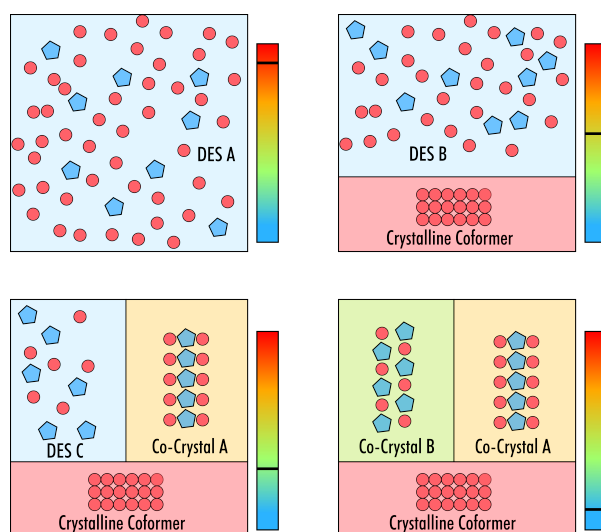 DES A
DES B
Crystalline Coformer
DES C
Co-Crystal A
Crystalline Coformer
Co-Crystal B
Co-Crystal A
Crystalline Coformer